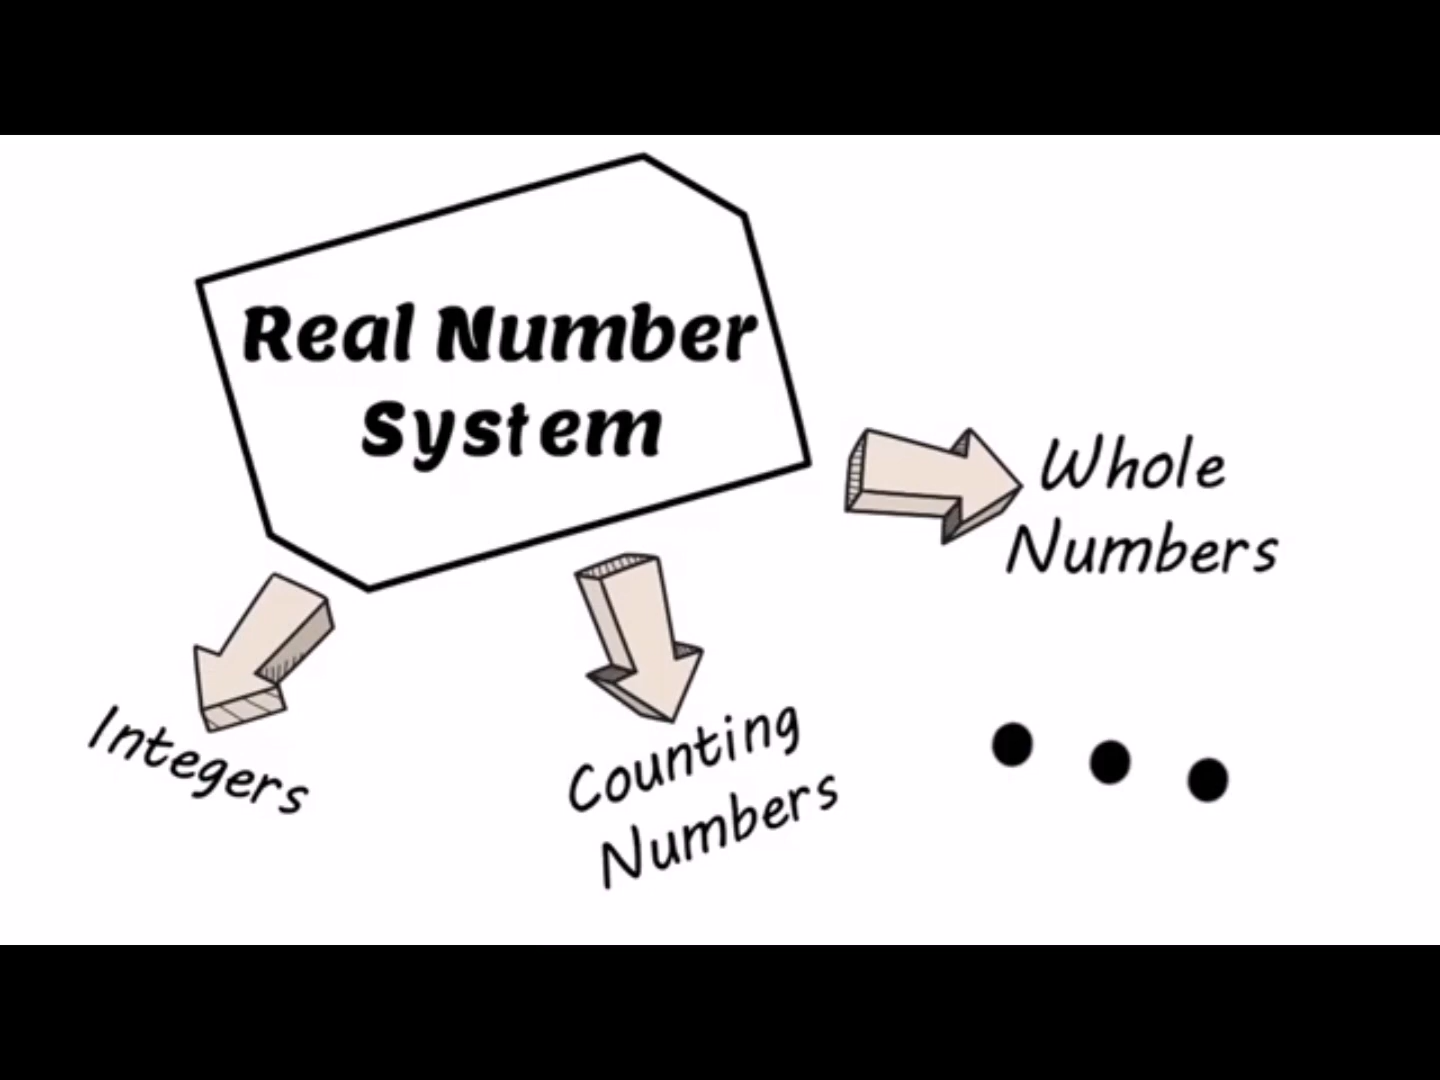 Real Number
System
Whole
Numbers
Integers
Counting
Numbers